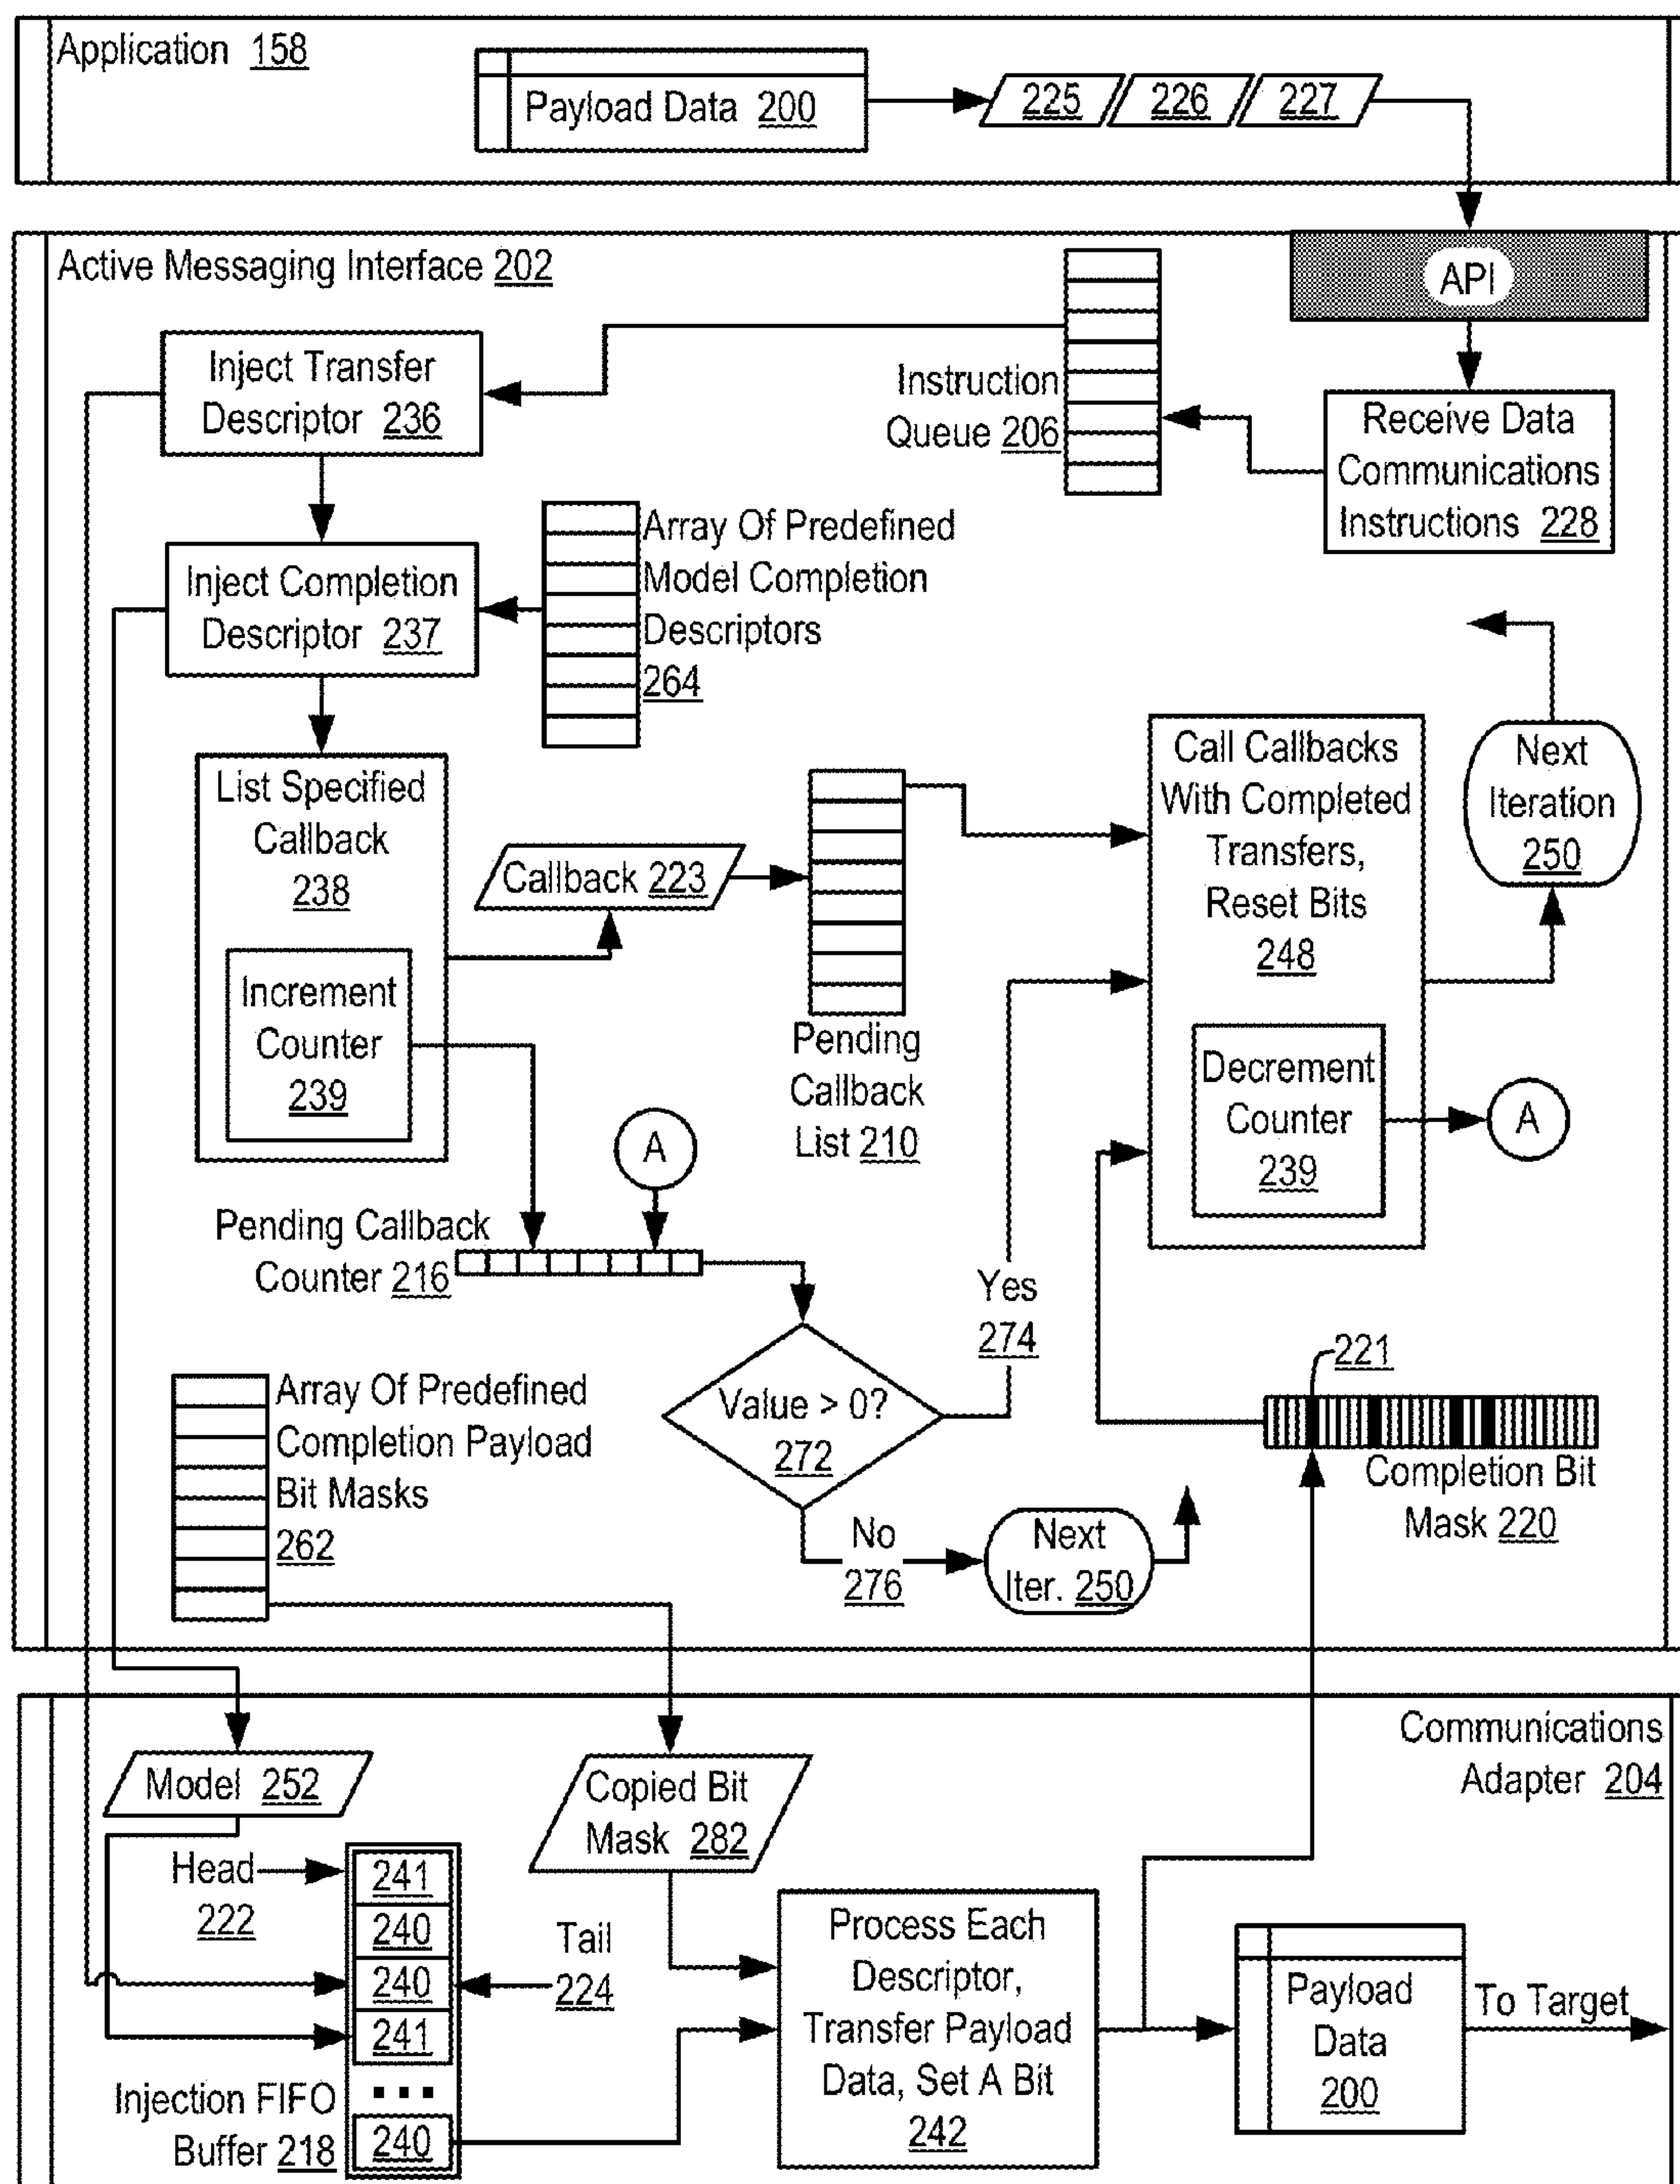 Application 158
Payload Data 200
225 226 227
Active Messaging Interface 202
API
Inject Transfer
Descriptor 236
Instruction
Queue 206
Receive Data
Communications
Instructions 228
Inject Completion
Descriptor 237
Array Of Predefined
Model Completion
Descriptors
264
List Specified
Callback
238
Increment
Counter
239
Callback 223
Pending
Callback
List 210
Call Callbacks
With Completed
Transfers,
Reset Bits
248
Decrement
Counter
239
Next
Iteration
250
A
A
Pending Callback
Counter 216
Value > 0?
272
Yes
274
No
276
Next
Iter. 250
221
Completion Bit
Mask 220
Array Of Predefined
Completion Payload
Bit Masks
262
Communications
Adapter 204
Model 252
Copied Bit
Mask 282
Head
222
241
240
240
241
...
240
Tail
224
Injection FIFO
Buffer 218
Process Each
Descriptor,
Transfer Payload
Data, Set A Bit
242
Payload
Data
200
To Target